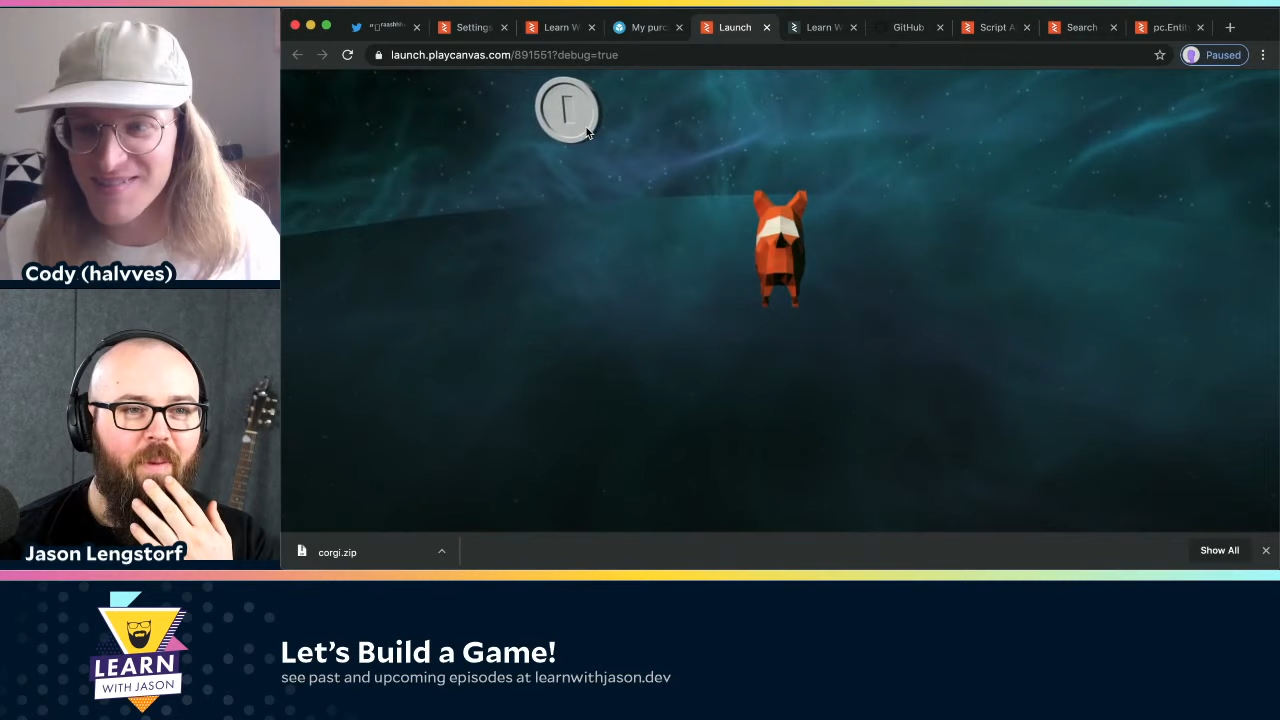 Settings
Learn W
My purc
Launch
Learn W
GitHub
Script A
Search
pc.Entit
launch.playcanvas.com/891551?debug=true
Paused
Cody (halvves)
Jason Lengstorf
corgi.zip
Show All
LEARN
WITH JASON
Let's Build a Game!
see past and upcoming episodes at learnwithjason.dev